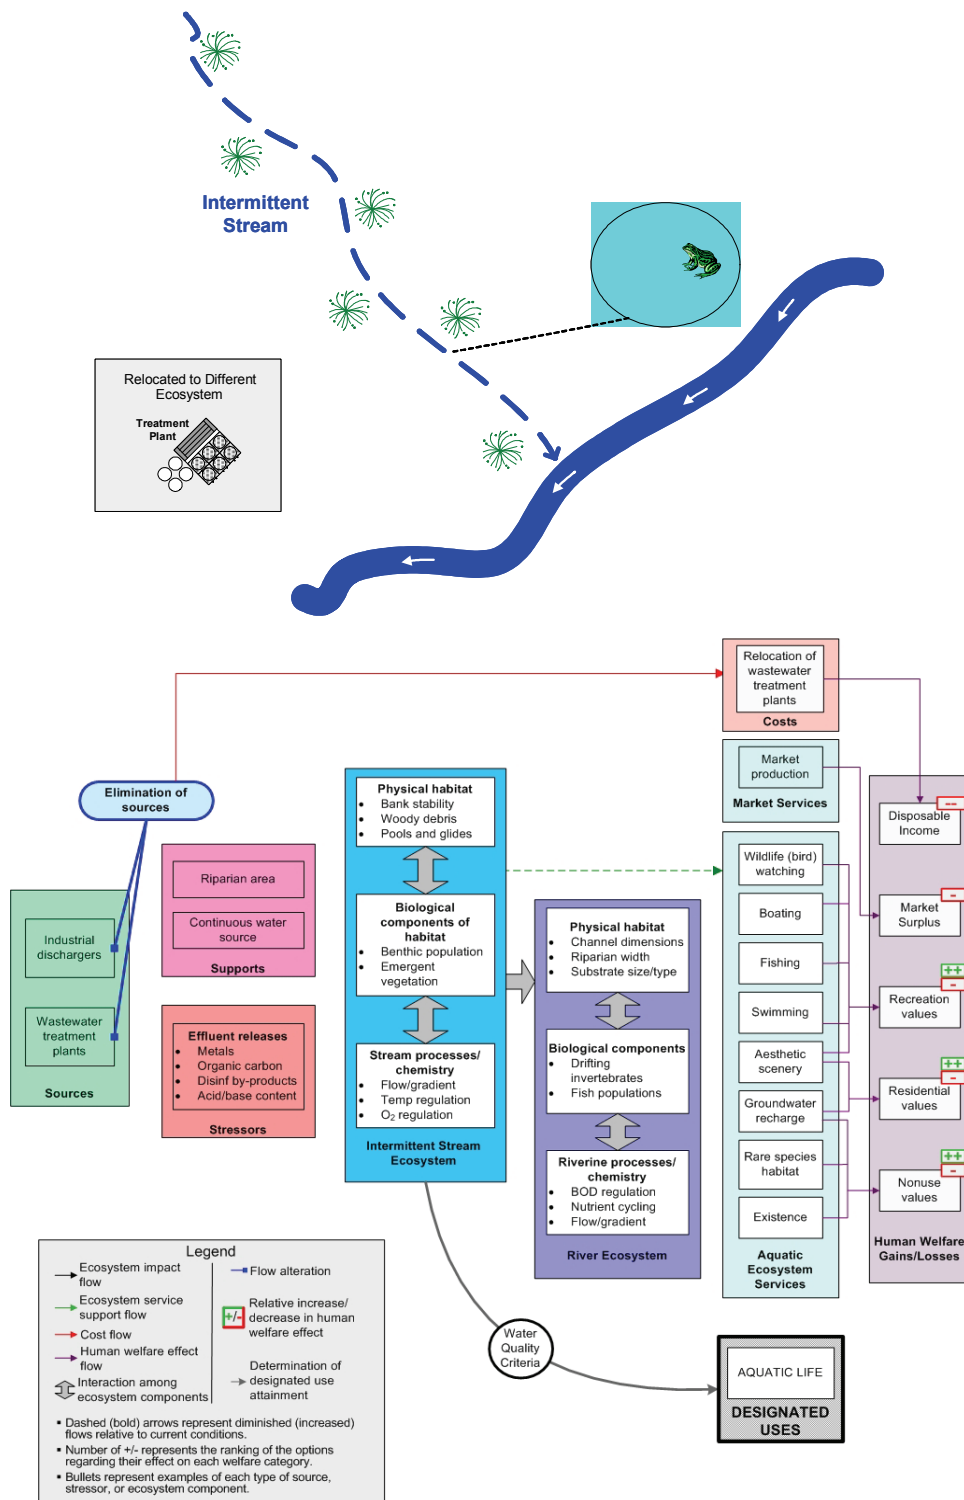 Intermittent
Stream
Relocated to Different
Ecosystem
Treatment
Plant
Relocation of
wastewater
treatment
plants
Costs
Market
production
Market Services
Elimination of
sources
Physical habitat
• Bank stability
• Woody debris
• Pools and glides
Disposable
Income
--
Wildlife (bird)
watching
Riparian area
Continuous water
source
Supports
Biological
components of
habitat
• Benthic population
• Emergent
vegetation
Boating
Market
Surplus
-
Industrial
dischargers
Physical habitat
• Channel dimensions
• Riparian width
• Substrate size/type
Fishing
Swimming
++
-
Recreation
values
Wastewater
treatment
plants
Sources
Effluent releases
• Metals
• Organic carbon
• Disinf by-products
• Acid/base content
Stressors
Stream processes/
chemistry
• Flow/gradient
• Temp regulation
• O2 regulation
Intermittent Stream
Ecosystem
Biological components
• Drifting
invertebrates
• Fish populations
Aesthetic
scenery
Groundwater
recharge
++
-
Residential
values
Riverine processes/
chemistry
• BOD regulation
• Nutrient cycling
• Flow/gradient
River Ecosystem
Rare species
habitat
Existence
Aquatic
Ecosystem
Services
++
-
Nonuse
values
Human Welfare
Gains/Losses
Legend
Ecosystem impact
flow
Ecosystem service
support flow
Cost flow
Human welfare effect
flow
Interaction among
ecosystem components
Flow alteration
+/-
Relative increase/
decrease in human
welfare effect
Determination of
designated use
attainment
▪ Dashed (bold) arrows represent diminished (increased)
flows relative to current conditions.
▪ Number of +/- represents the ranking of the options
regarding their effect on each welfare category.
▪ Bullets represent examples of each type of source,
stressor, or ecosystem component.
Water
Quality
Criteria
AQUATIC LIFE
DESIGNATED
USES